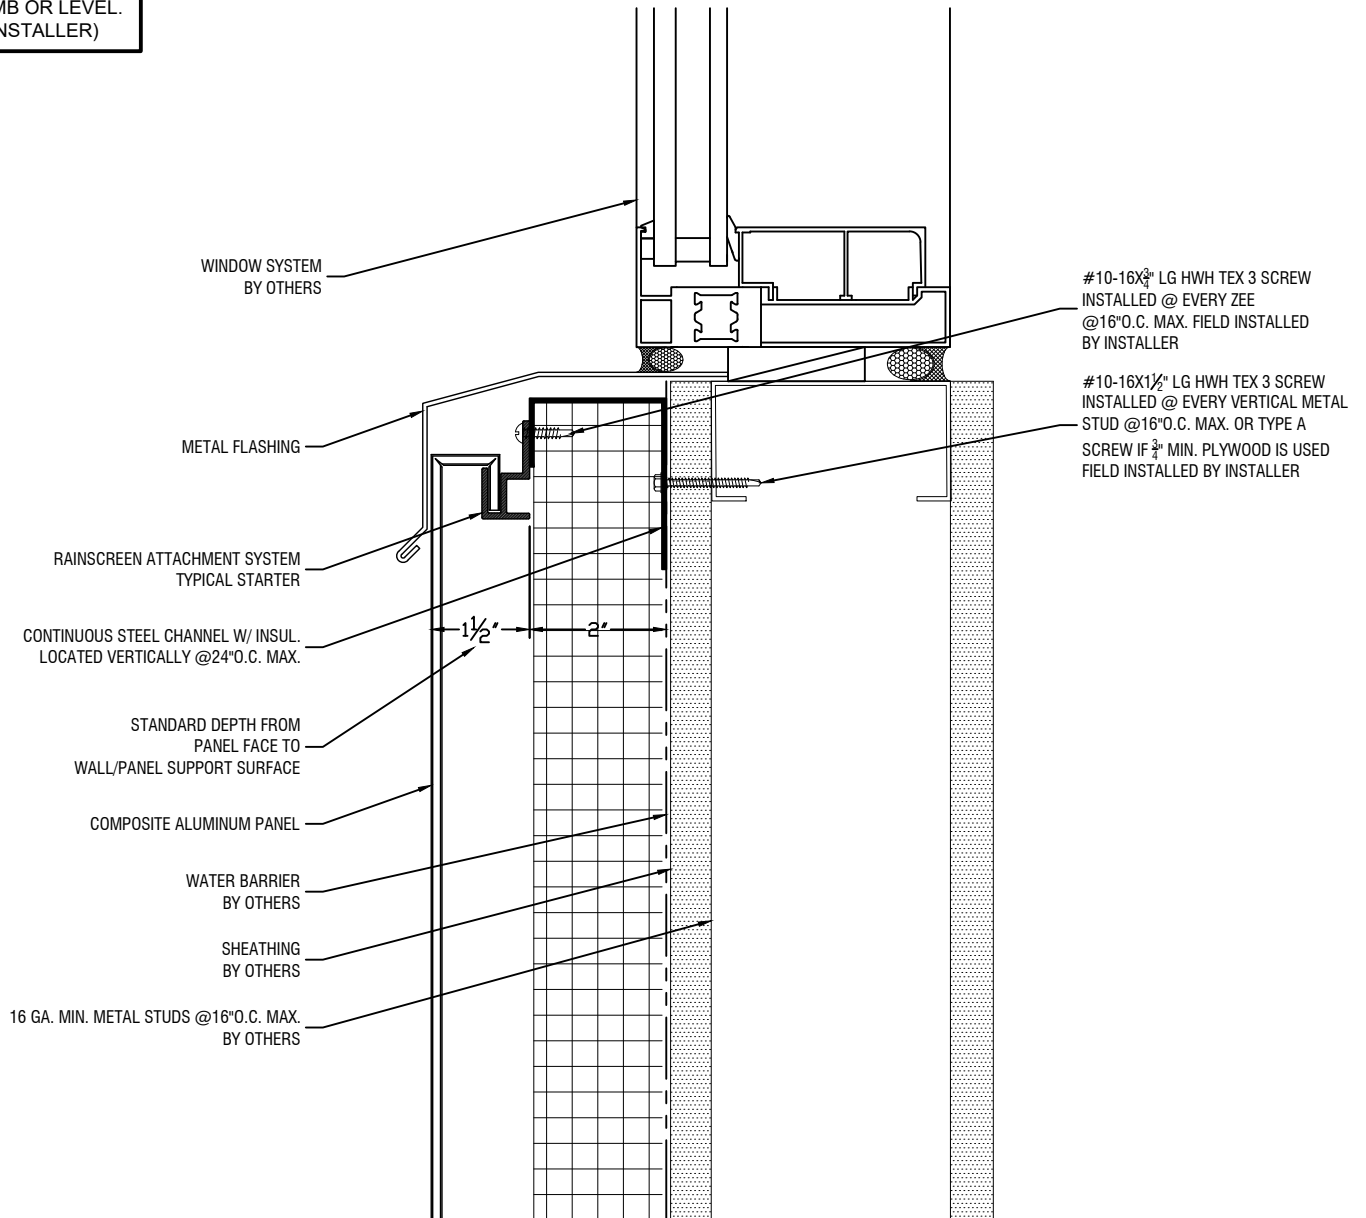 MB OR LEVEL.
NSTALLER)
WINDOW SYSTEM
BY OTHERS
METAL FLASHING
RAINSCREEN ATTACHMENT SYSTEM
TYPICAL STARTER
CONTINUOUS STEEL CHANNEL W/ INSUL.
LOCATED VERTICALLY @24"O.C. MAX.
1 1/2" 2"
STANDARD DEPTH FROM
PANEL FACE TO
WALL/PANEL SUPPORT SURFACE
COMPOSITE ALUMINUM PANEL
WATER BARRIER
BY OTHERS
SHEATHING
BY OTHERS
16 GA. MIN. METAL STUDS @16"O.C. MAX.
BY OTHERS
#10-16X3/4" LG HWH TEX 3 SCREW
INSTALLED @ EVERY ZEE
@16"O.C. MAX. FIELD INSTALLED
BY INSTALLER
#10-16X1 1/2" LG HWH TEX 3 SCREW
INSTALLED @ EVERY VERTICAL METAL
STUD @16"O.C. MAX. OR TYPE A
SCREW IF 3/4" MIN. PLYWOOD IS USED
FIELD INSTALLED BY INSTALLER